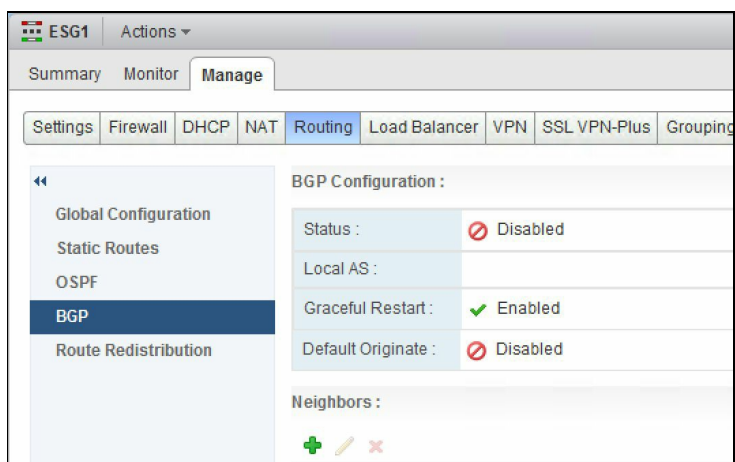 ESG1 Actions
Summary Monitor Manage
Settings Firewall DHCP NAT Routing Load Balancer VPN SSL VPN-Plus Grouping
BGP Configuration :
Global Configuration
Static Routes
OSPF
BGP
Route Redistribution
Status : Disabled
Local AS :
Graceful Restart : Enabled
Default Originate : Disabled
Neighbors :